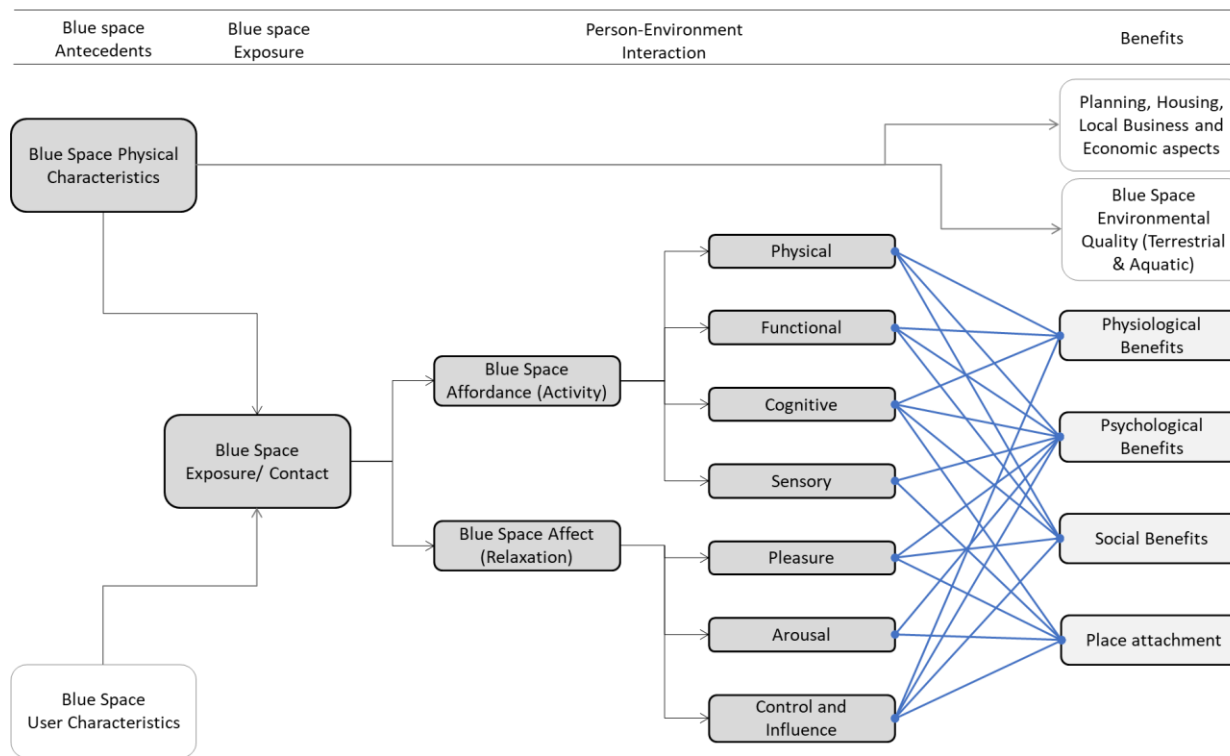 Blue space
Antecedents
Blue space
Exposure
Person-Environment
Interaction
Benefits
Planning, Housing,
Local Business and
Economic aspects
Blue Space Physical
Characteristics
Blue Space
Environmental
Quality (Terrestrial
& Aquatic)
Physical
Functional
Physiological
Benefits
Blue Space
Affordance (Activity)
Cognitive
Blue Space
Exposure/ Contact
Psychological
Benefits
Sensory
Blue Space Affect
(Relaxation)
Pleasure
Social Benefits
Arousal
Place attachment
Blue Space
User Characteristics
Control and
Influence